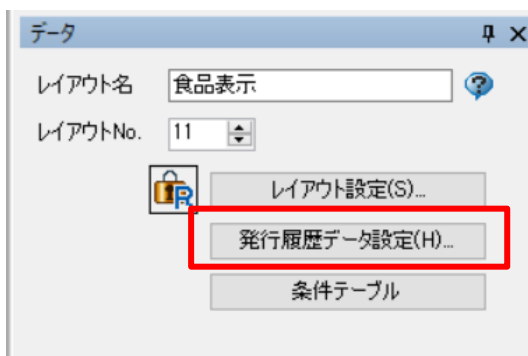 データ
レイアウト名 食品表示
レイアウトNo. 11
レイアウト設定(S)...
発行履歴データ設定(H)...
条件テーブル